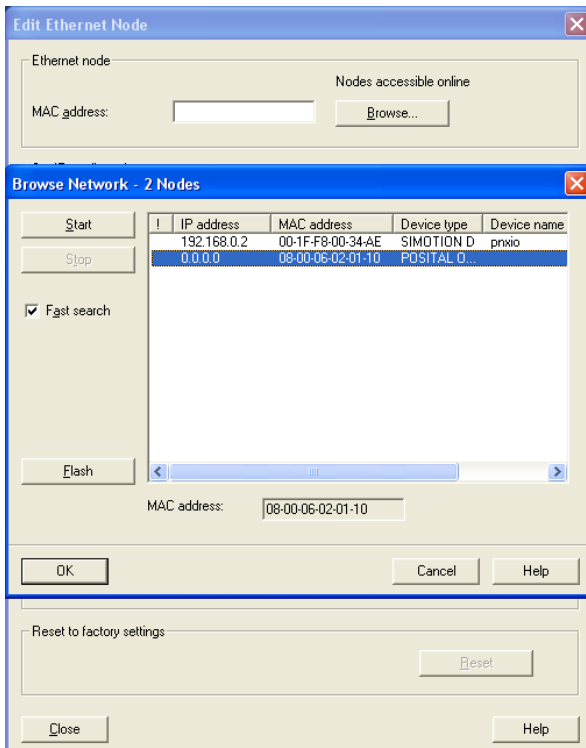 Edit Ethernet Node
Ethernet node
Nodes accessible online
MAC address:
Browse...
Browse Network - 2 Nodes
Start
Stop
Fast search
Flash
! IP address MAC address Device type Device name
192.168.0.2 00-1F-F8-00-34-AE SIMOTION D pnxio
0.0.0.0 08-00-06-02-01-10 POSITAL O...
MAC address: 08-00-06-02-01-10
OK Cancel Help
Reset to factory settings
Reset
Close Help